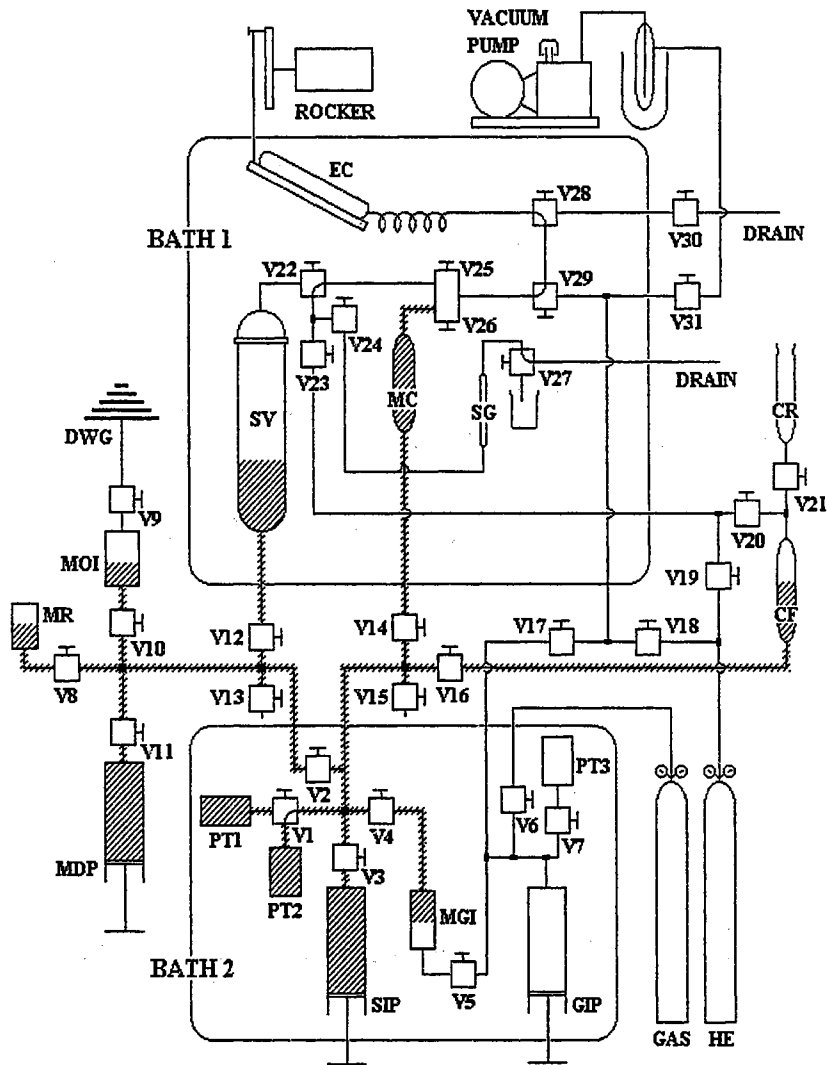 VACUUM
PUMP
ROCKER
EC
V28
BATH 1
V30
DRAIN
V22
V25
V29
V26
V31
V24
V23
V27
DRAIN
MC
SG
CR
SV
DWG
V9
V21
V20
MOI
V19
MR
V10
V12
V14
V17
V18
CF
V8
V13
V15
V16
V11
V2
PT3
V6
V7
PT1
V1
V4
V3
MDP
PT2
MGI
BATH 2
V5
SIP
GIP
GAS
HE